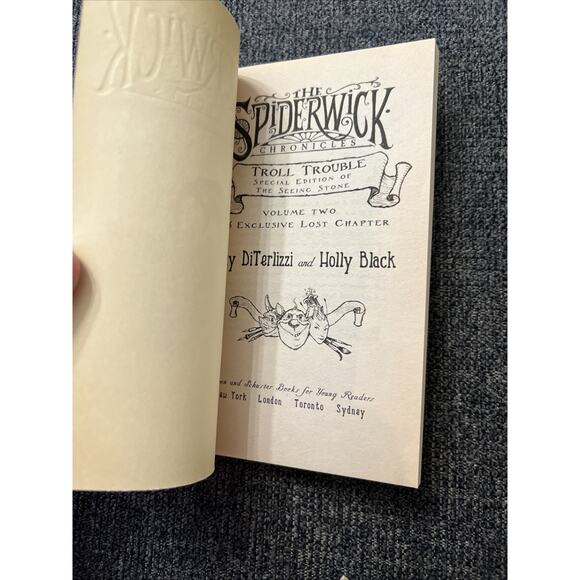 THE
SPIDERWICK
CHRONICLES
TROLL TROUBLE
SPECIAL EDITION OF
THE SEEING STONE
VOLUME TWO
EXCLUSIVE LOST CHAPTER
DiTerlizzi and Holly Black
and Schuster Books for Young Readers
York London Toronto Sydney